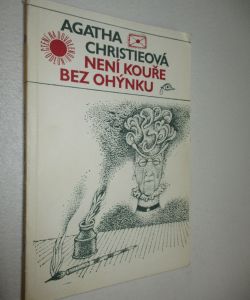 AGATHA
CHRISTIEOVÁ
NENÍ KOUŘE
BEZ OHÝNKU